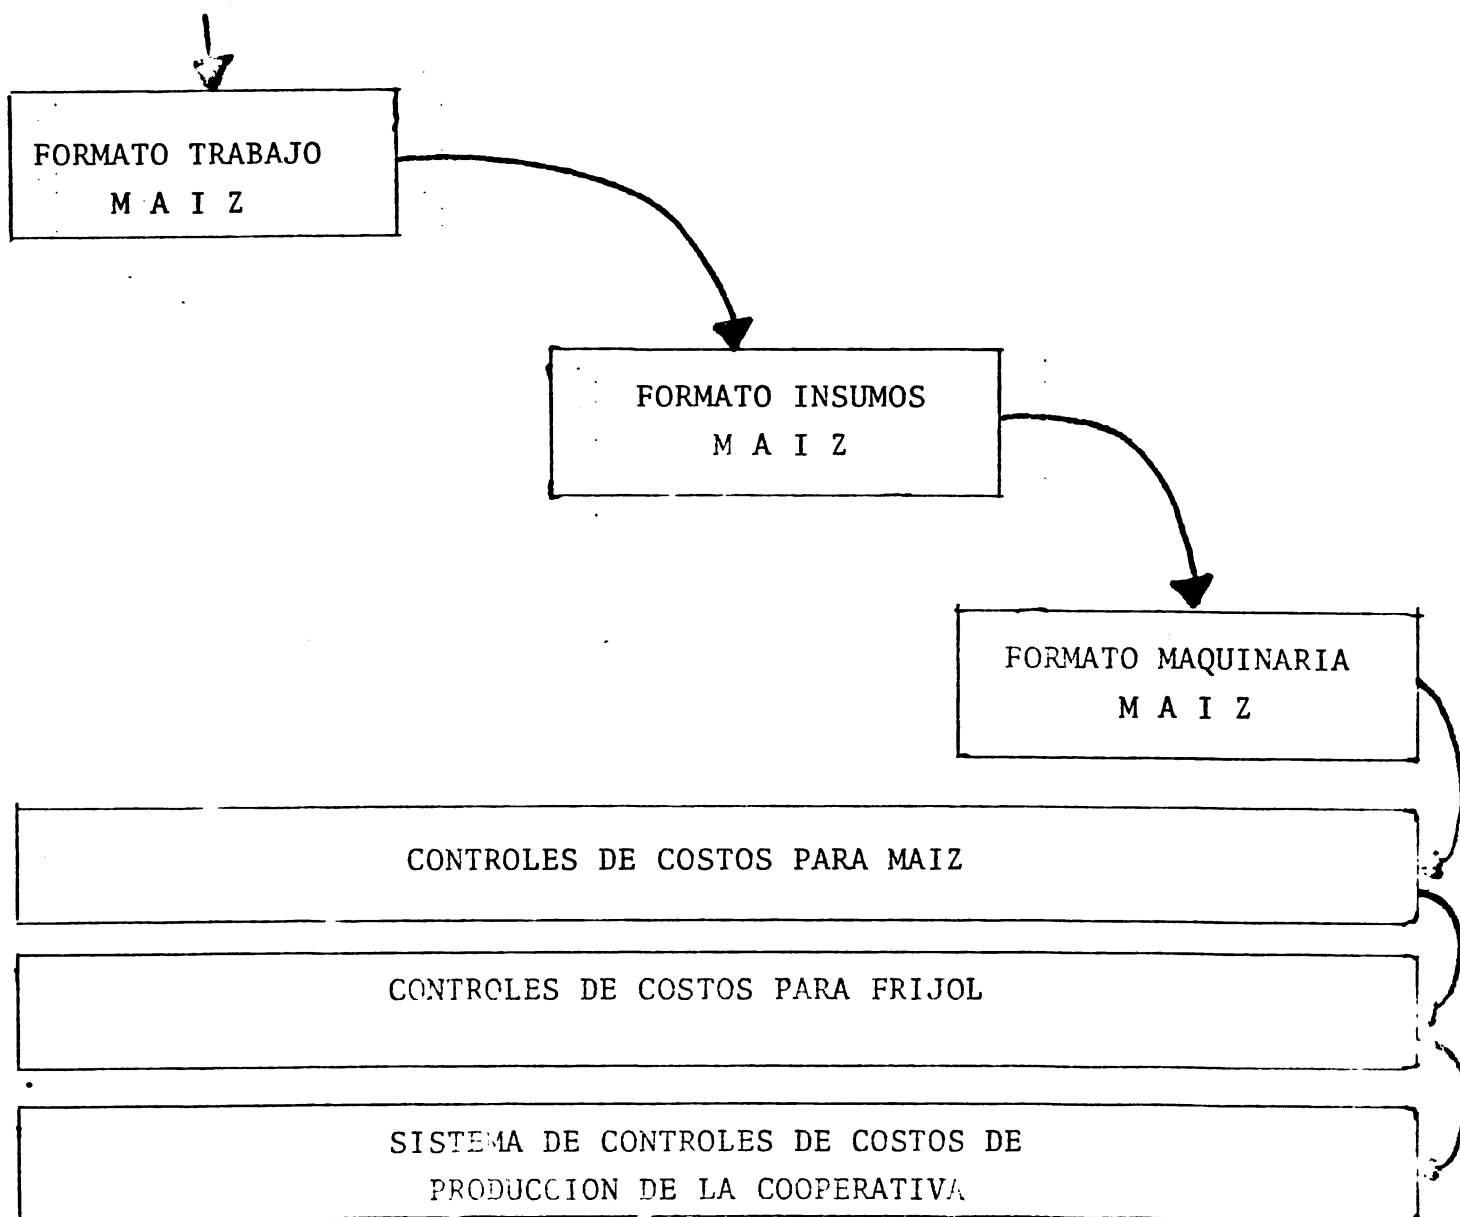 FORMATO TRABAJO
M A I Z
FORMATO INSUMOS
M A I Z
FORMATO MAQUINARIA
M A I Z
CONTROLES DE COSTOS PARA MAIZ
CONTROLES DE COSTOS PARA FRIJOL
SISTEMA DE CONTROLES DE COSTOS DE
PRODUCCION DE LA COOPERATIVA